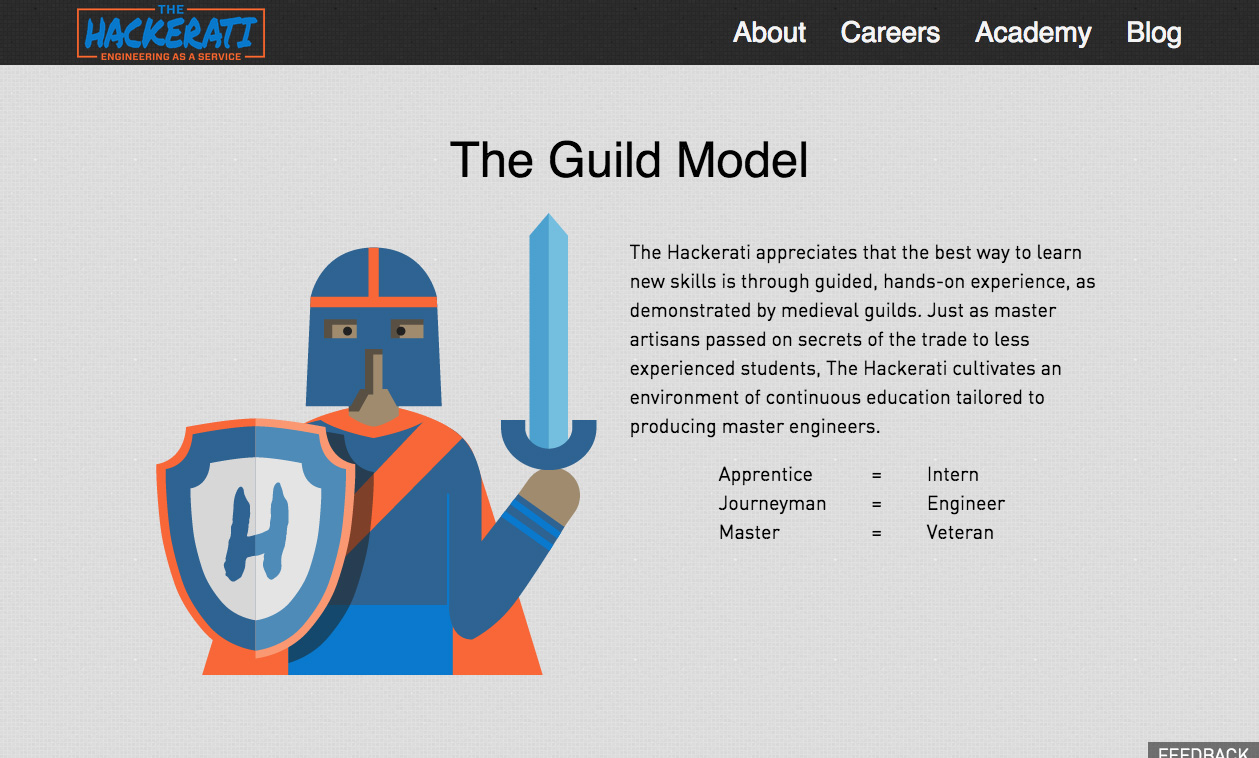 THE
HACKERATI
ENGINEERING AS A SERVICE
About Careers Academy Blog
The Guild Model
The Hackerati appreciates that the best way to learn
new skills is through guided, hands-on experience, as
demonstrated by medieval guilds. Just as master
artisans passed on secrets of the trade to less
experienced students, The Hackerati cultivates an
environment of continuous education tailored to
producing master engineers.
Apprentice = Intern
Journeyman = Engineer
Master = Veteran
H
FEEDBACK